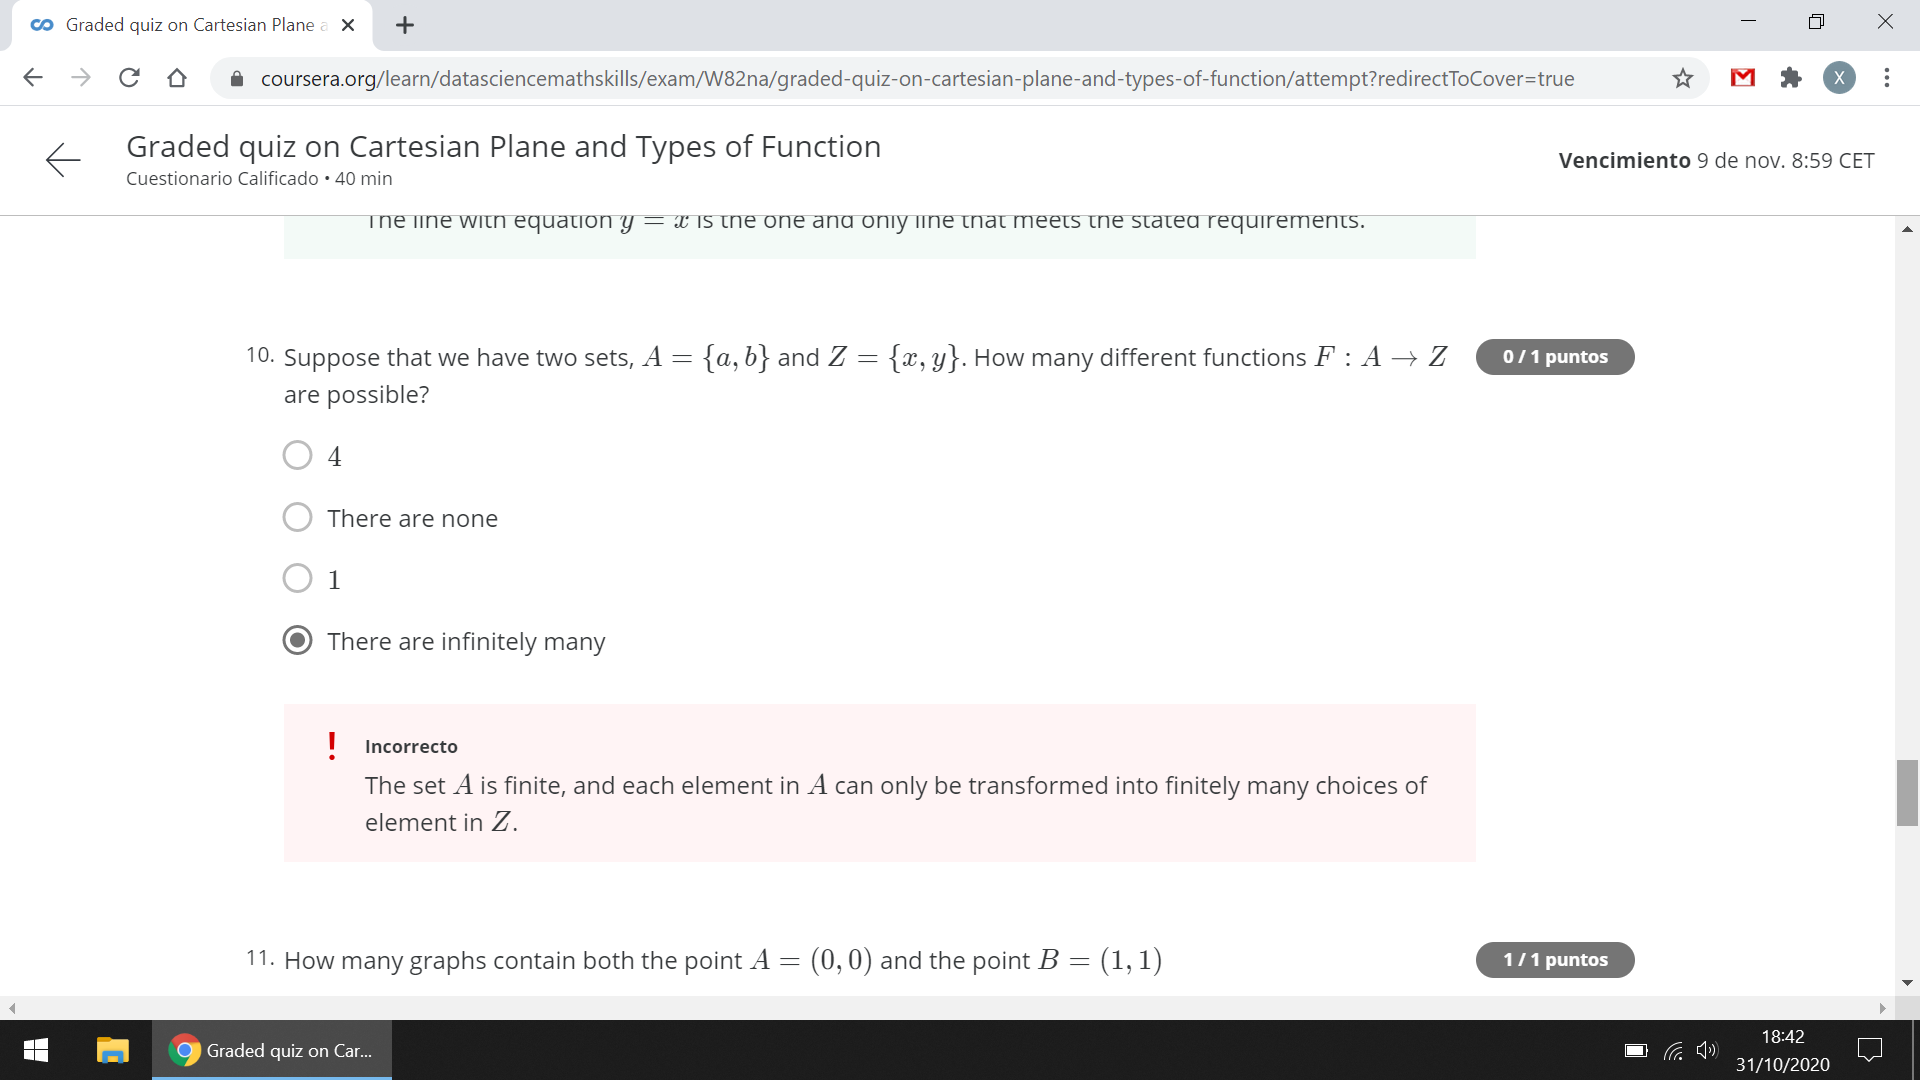 Graded quiz on Cartesian Plane a
coursera.org/learn/datasciencemathskills/exam/W82na/graded-quiz-on-cartesian-plane-and-types-of-function/attempt?redirectToCover=true
X
Graded quiz on Cartesian Plane and Types of Function
Cuestionario Calificado • 40 min
Vencimiento 9 de nov. 8:59 CET
The line with equation y = x is the one and only line that meets the stated requirements.
10. Suppose that we have two sets, A = {a, b} and Z = {x, y}. How many different functions F : A → Z
are possible?
0 / 1 puntos
4
There are none
1
There are infinitely many
! Incorrecto
The set A is finite, and each element in A can only be transformed into finitely many choices of
element in Z.
11. How many graphs contain both the point A = (0, 0) and the point B = (1, 1)
1 / 1 puntos
Graded quiz on Car...
18:42
31/10/2020